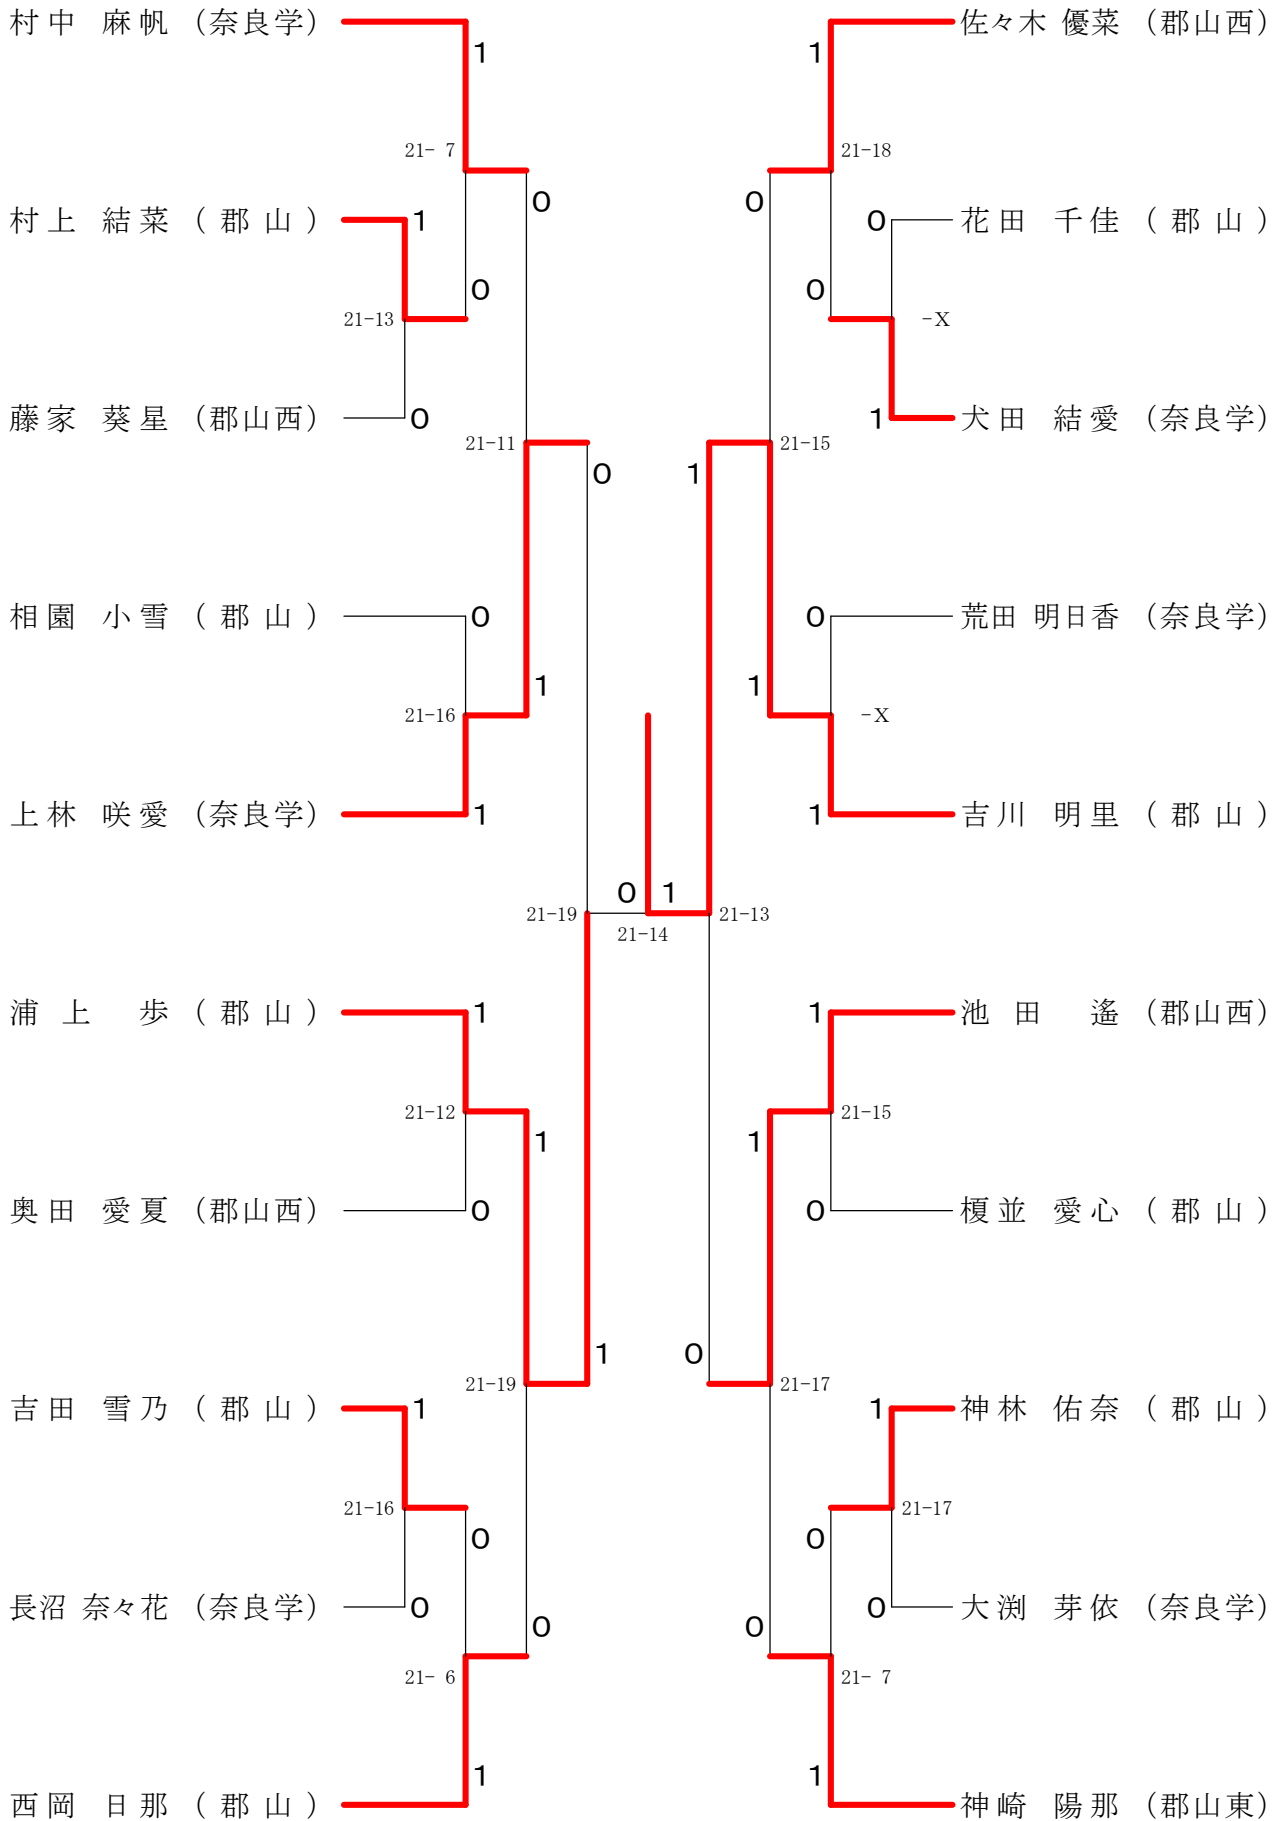 村中 麻帆 (奈良学)
1
21- 7
0
村上 結菜 ( 郡 山 )
1
0
21-13
藤家 葵星 (郡山西)
0
21-11
0
相園 小雪 ( 郡 山 )
0
1
21-16
上林 咲愛 (奈良学)
1
21-19
浦上 歩 ( 郡 山 )
1
21-12
1
奥田 愛夏 (郡山西)
0
21-19
1
吉田 雪乃 ( 郡 山 )
1
21-16
0
長沼 奈々花 (奈良学)
0
0
21- 6
1
西岡 日那 ( 郡 山 )
0 1
21-14
佐々木 優菜 (郡山西)
1
21-18
0
花田 千佳 ( 郡 山 )
0
0
-X
犬田 結愛 (奈良学)
1
21-15
1
荒田 明日香 (奈良学)
0
1
-X
吉川 明里 ( 郡 山 )
1
21-13
池田 遙 (郡山西)
1
21-15
1
榎並 愛心 ( 郡 山 )
0
21-17
0
神林 佑奈 ( 郡 山 )
1
21-17
0
大渕 芽依 (奈良学)
0
0
21- 7
1
神崎 陽那 (郡山東)